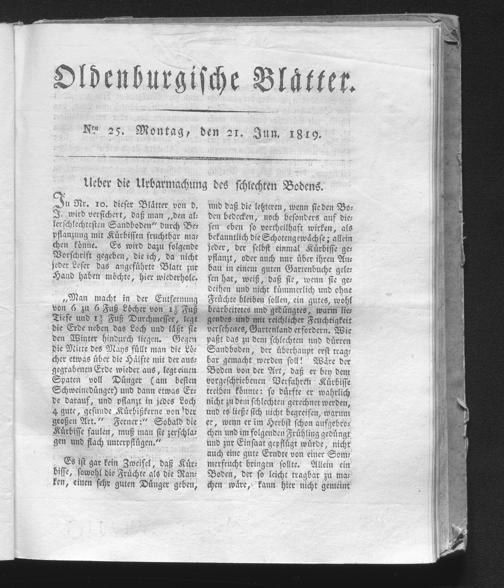 Oldenburgische Blätter.
Nro 25. Montag, den 21. Jun. 1819.
Ueber die Urbarmachung des schlechten Bodens.
In Nr. 10. dieser Blätter von d.
J. wird versichert, daß man „den al-
lerschlechtesten Sandboden“ durch Be-
pflanzung mit Kürbissen fruchtbar ma-
chen könne. Es wird dazu folgende
Vorschrift gegeben, die ich, da nicht
jeder Leser das angeführte Blatt zur
Hand haben möchte, hier wiederhole.
„Man macht in der Entfernung
von 6 zu 6 Fuß Löcher von 1½ Fuß
Tiefe und 1½ Fuß Durchmesser, legt
die Erde neben das Loch und läßt sie
den Winter hindurch liegen. Gegen
die Mitte des Mays füllt man die Lö-
cher etwas über die Hälfte mit der aus-
gegrabenen Erde wieder aus, legt einen
Spaten voll Dünger (am besten
Schweinedünger) und dann etwas Er-
de darauf, und pflanzt in jedes Loch
4 gute, gesunde Kürbißkerne von der
großen Art.“ Ferner:“ Sobald die
Kürbisse faulen, muß man sie zerschla-
gen und flach unterpflügen.“
Es ist gar kein Zweifel, daß Kür-
bisse, sowohl die Früchte als die Ran-
ken, einen sehr guten Dünger geben,
und daß die letzteren, wenn sie den Bo-
den bedecken, noch besonders auf die-
sen eben so vortheilhaft wirken, als
bekanntlich die Schotengewächse; allein
jeder, der selbst einmal Kürbisse ge-
pflanzt, oder auch nur über ihren An-
bau in einem guten Gartenbuche gele-
sen hat, weiß, daß sie, wenn sie ge-
deihen und nicht kümmerlich und ohne
Früchte bleiben sollen, ein gutes, wohl
bearbeitetes und gedüngtes, warm lie-
gendes und mit reichlicher Feuchtigkeit
versehenes, Gartenland erfordern. Wie
paßt das zu dem schlechten und dürren
Sandboden, der überhaupt erst trag-
bar gemacht werden soll! Wäre der
Boden von der Art, daß er bey dem
vorgeschriebenen Verfahren Kürbisse
treiben könnte: so dürfte er wahrlich
nicht zu den schlechten gerechnet werden,
und es ließe sich nicht begreifen, warum
er, wenn er im Herbst schon aufgebro-
chen und im folgenden Frühling gedüngt
und zur Einsaat gepflügt würde, nicht
auch eine gute Erndte von einer Som-
merfrucht bringen sollte. Allein ein
Boden, der so leicht tragbar zu ma-
chen wäre, kann hier nicht gemeint